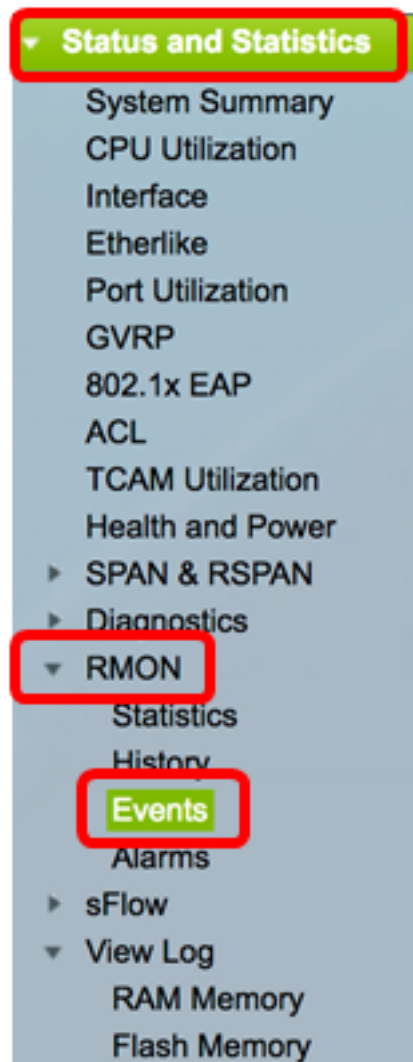 Status and Statistics
System Summary
CPU Utilization
Interface
Etherlike
Port Utilization
GVRP
802.1x EAP
ACL
TCAM Utilization
Health and Power
SPAN & RSPAN
Diagnostics
RMON
Statistics
History
Events
Alarms
sFlow
View Log
RAM Memory
Flash Memory